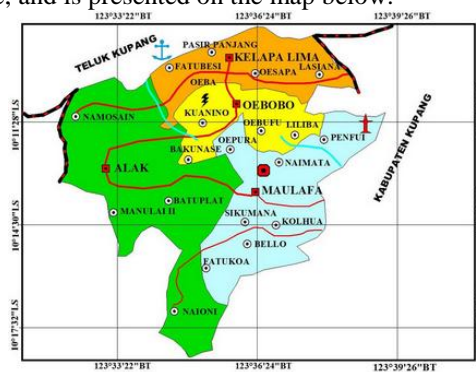 e, and is presented on the map below.
123°33'22"BT 123°36'24"BT 123°39'26"BT
TELUK KUPANG
PASIR PANJANG
KELAPA LIMA
FATUBESI
OESAPA
LASIANA
OEBA
OEBOBO
NAMOSAIN
KUANINO
OEBUFU
LILIBA
PENFUI
10°11'28"LS
OEPURA
BAKUNASE
NAIMATA
ALAK
MAULAFA
KABUPATEN KUPANG
BATUPLAT
MANULAI II
SIKUMANA
KOLHUA
10°14'30"LS
BELLO
FATUKOA
NAIONI
10°17'32"LS
123°33'22"BT 123°36'24"BT 123°39'26"BT